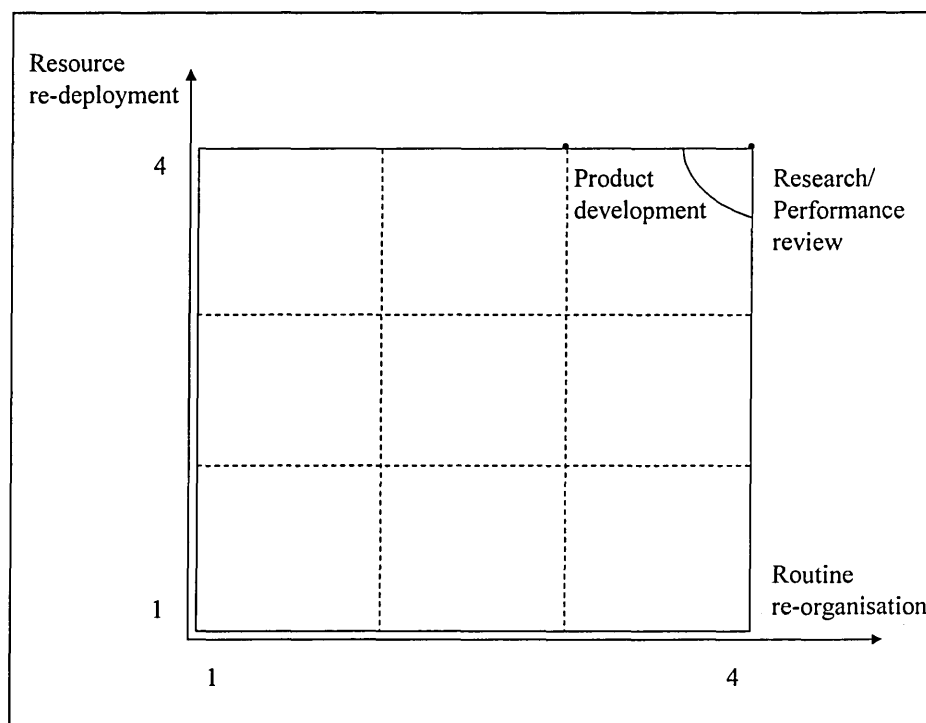 Resource
re-deployment
4
Product
development
Research/
Performance
review
1
Routine
re-organisation
1
4